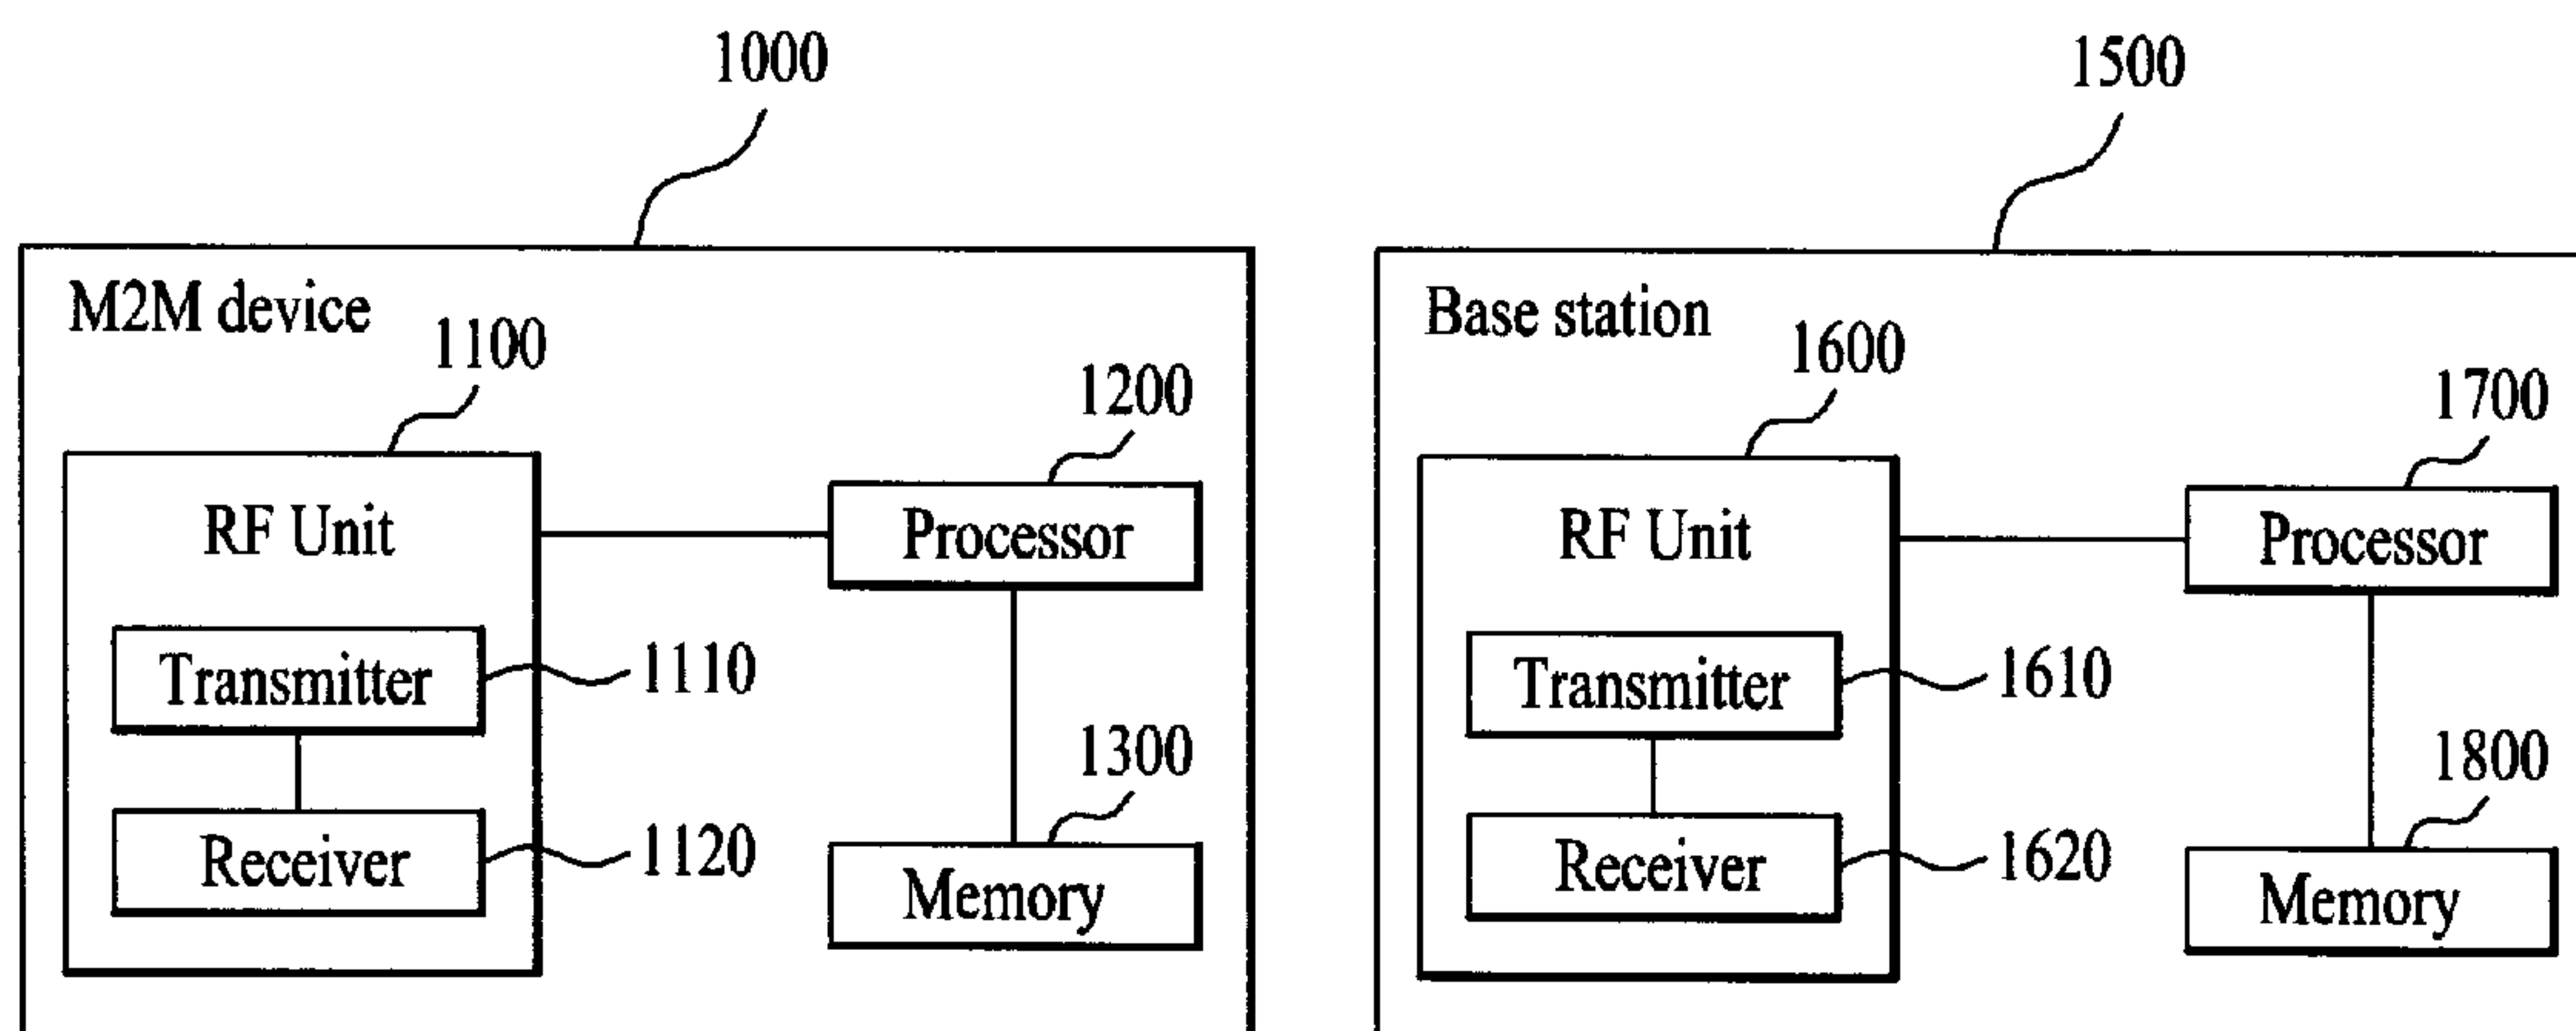 1000
1500
M2M device
1100
1200
RF Unit
Processor
Transmitter
1110
1300
Receiver
1120
Memory
Base station
1600
1700
RF Unit
Processor
Transmitter
1610
1800
Receiver
1620
Memory